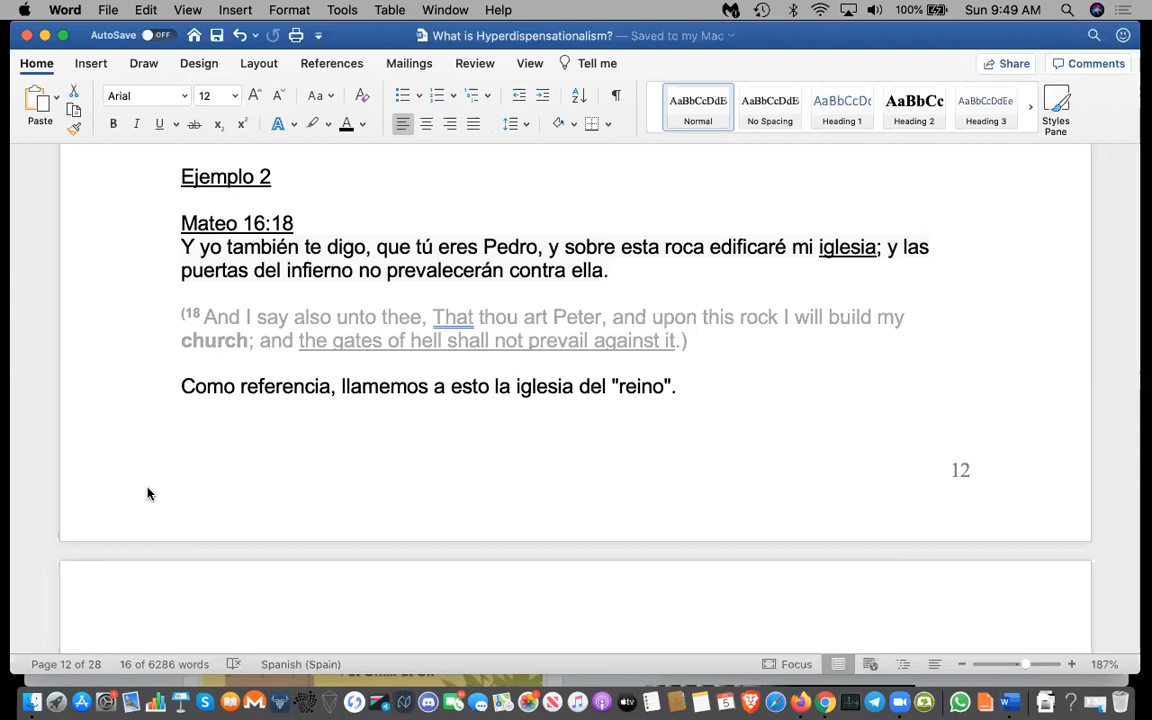 Word File Edit View Insert Format Tools Table Window Help 100% Sun 9:49 AM
AutoSave OFF What is Hyperdispensationalism? — Saved to my Mac
Home Insert Draw Design Layout References Mailings Review View Tell me Share Comments
Paste Arial 12 Aa AaBbCcDdE AaBbCcDdE AaBbCcDc AaBbCc AaBbCcDdEe
Normal No Spacing Heading 1 Heading 2 Heading 3 Styles Pane
Ejemplo 2
Mateo 16:18
Y yo también te digo, que tú eres Pedro, y sobre esta roca edificaré mi iglesia; y las
puertas del infierno no prevalecerán contra ella.
(18 And I say also unto thee, That thou art Peter, and upon this rock I will build my
church; and the gates of hell shall not prevail against it.)
Como referencia, llamemos a esto la iglesia del "reino".
12
Page 12 of 28 16 of 6286 words Spanish (Spain) Focus 187%